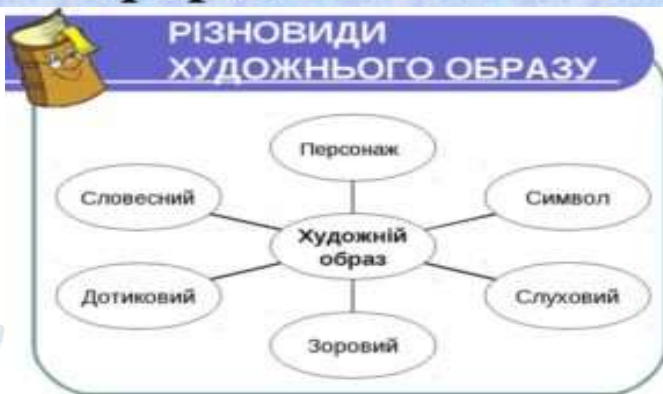 РІЗНОВИДИ
ХУДОЖНЬОГО ОБРАЗУ
Персонаж
Словесний
Символ
Художній
образ
Дотиковий
Слуховий
Зоровий